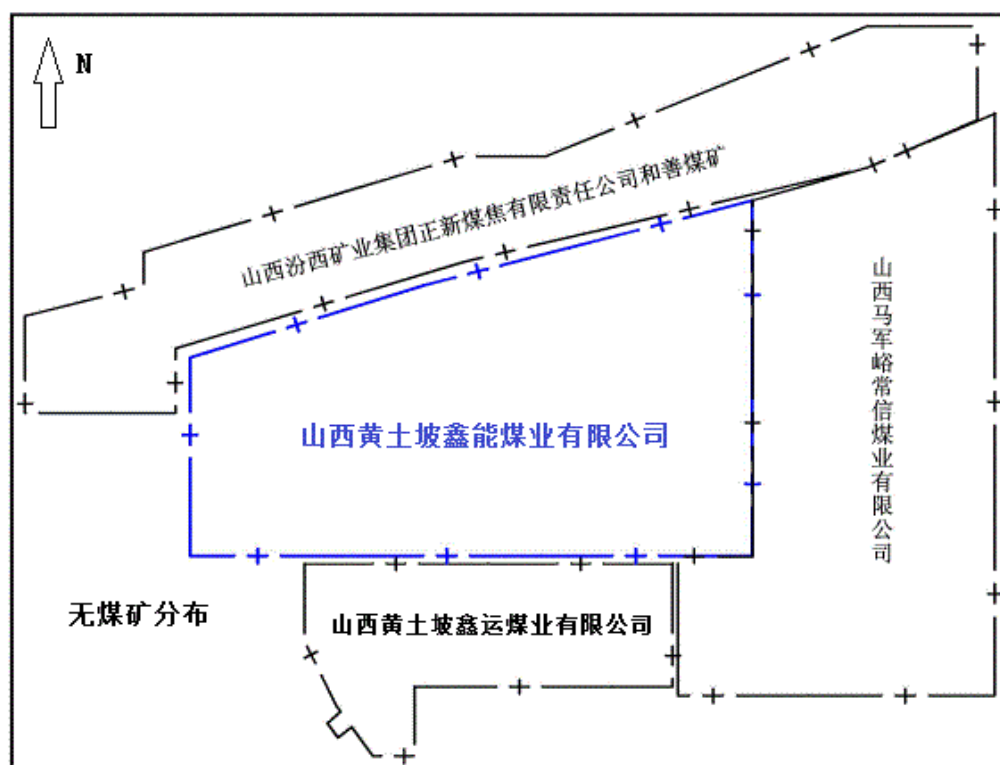 N
山西汾西矿业集团正新煤焦有限责任公司和善煤矿
山西马军峪常信煤业有限公司
山西黄土坡鑫能煤业有限公司
无煤矿分布
山西黄土坡鑫运煤业有限公司